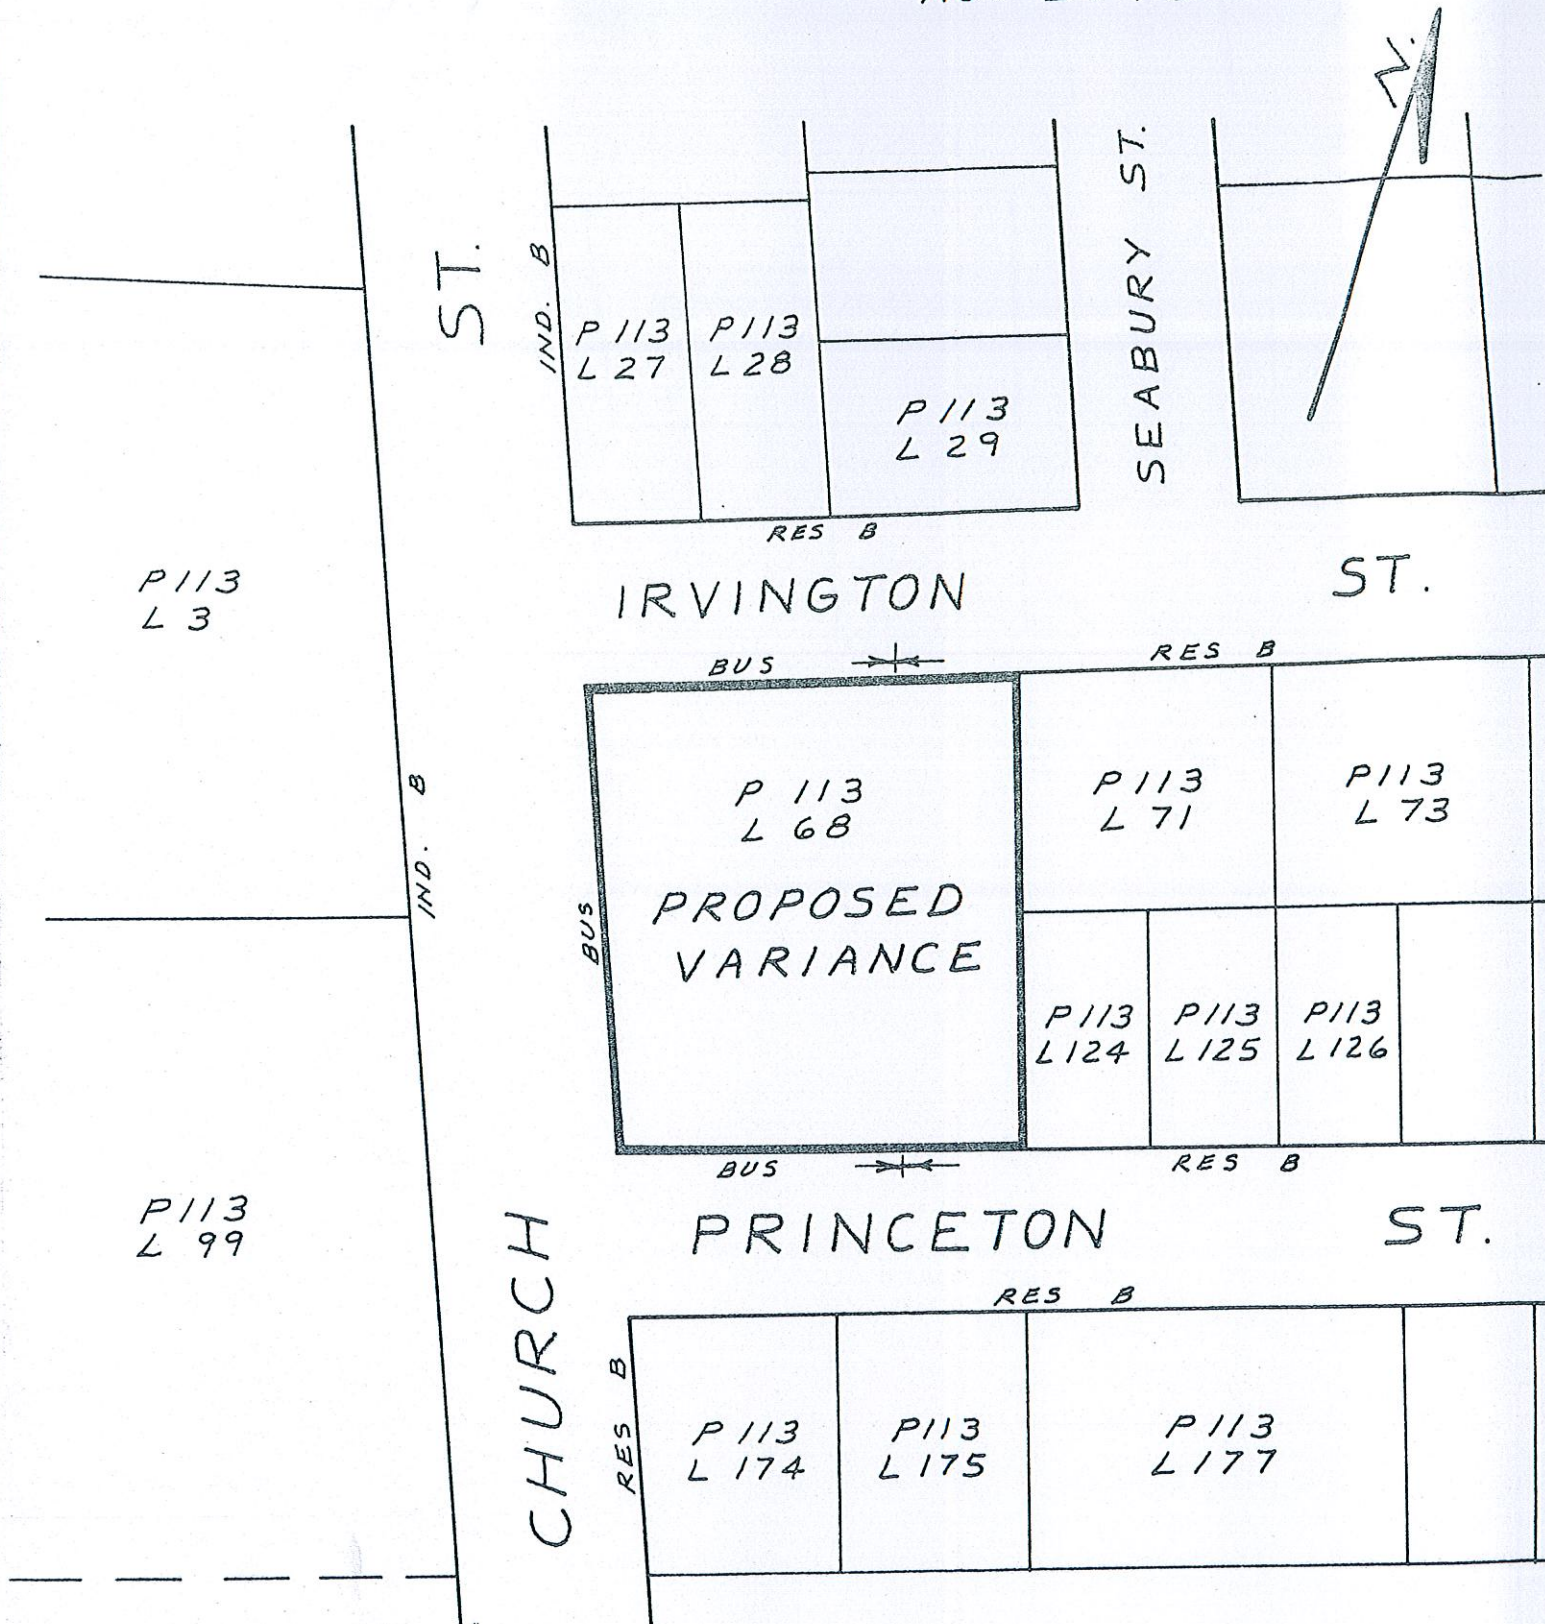 N.
ST.
IND. B
P 113
L 27
P 113
L 28
P 113
L 29
SEABURY ST.
RES B
P 113
L 3
IRVINGTON ST.
BUS
RES B
IND. B
BUS
P 113
L 68
PROPOSED
VARIANCE
P 113
L 71
P 113
L 73
P 113
L 124
P 113
L 125
P 113
L 126
BUS
RES B
P 113
L 99
PRINCETON ST.
CHURCH
RES B
RES B
P 113
L 174
P 113
L 175
P 113
L 177